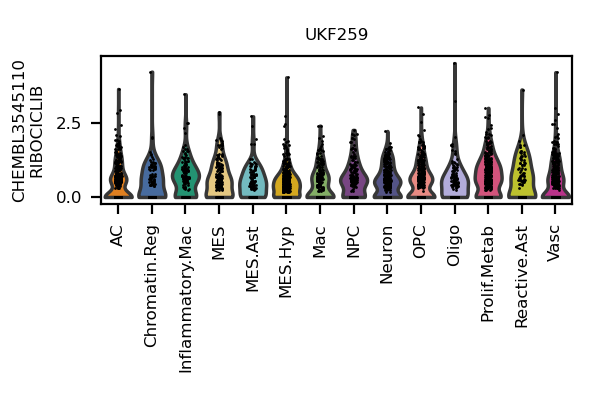 UKF259
CHEMBL3545110
RIBOCICLIB
2.5
0.0
AC
Chromatin.Reg
Inflammatory.Mac
MES
MES.Ast
MES.Hyp
Mac
NPC
Neuron
OPC
Oligo
Prolif.Metab
Reactive.Ast
Vasc